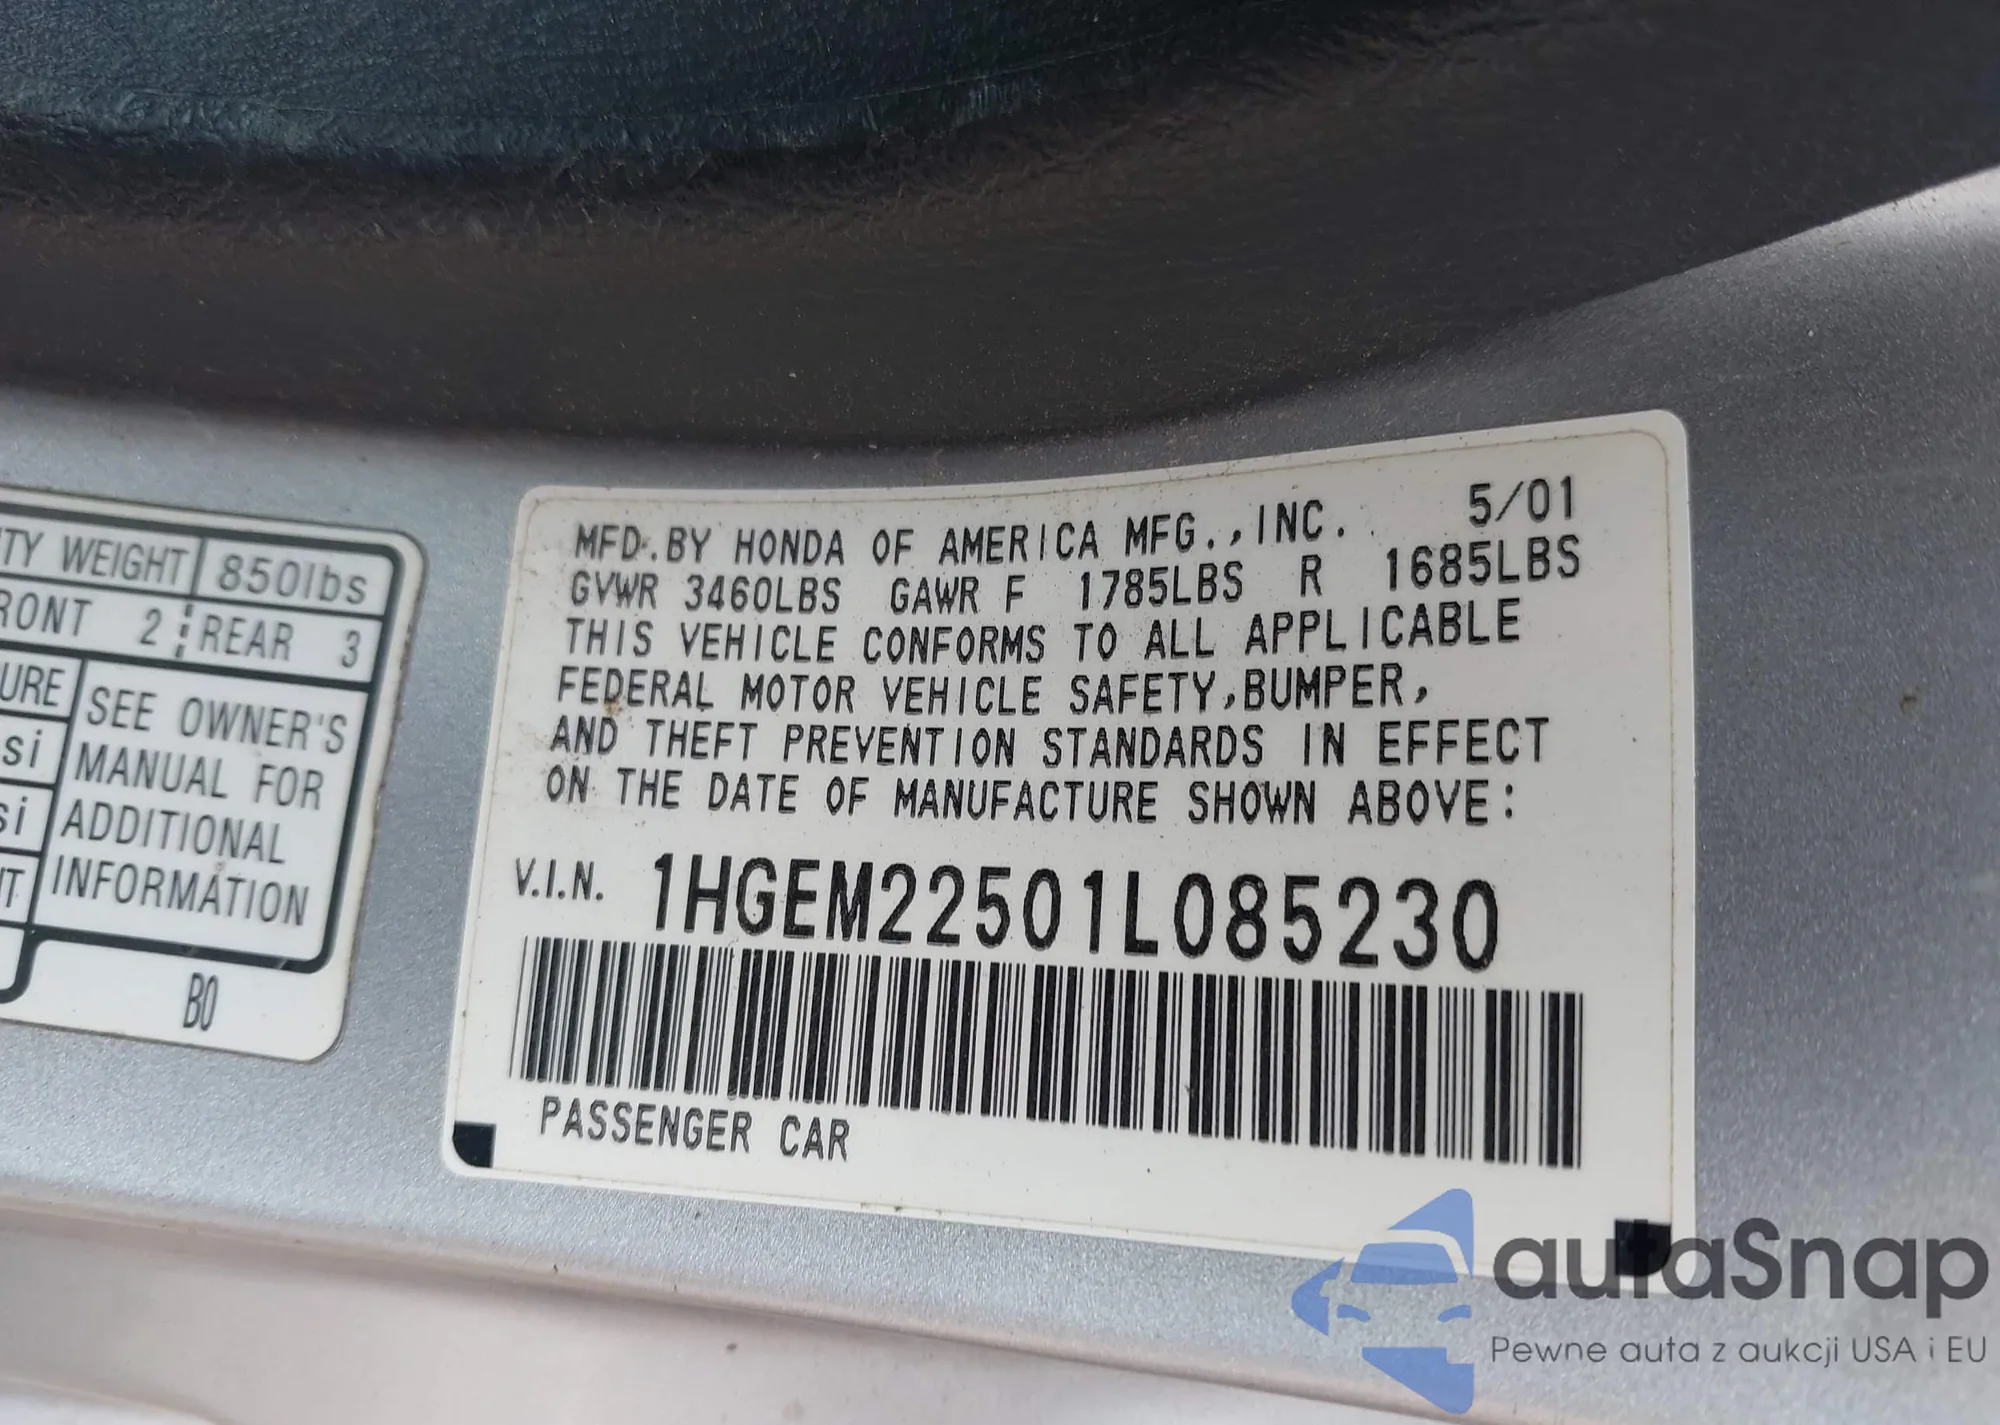 TY WEIGHT 850lbs
RONT 2 REAR 3
URE
SEE OWNER'S
si
MANUAL FOR
si
ADDITIONAL
INFORMATION
B0
MFD.BY HONDA OF AMERICA MFG.,INC. 5/01
GVWR 3460LBS GAWR F 1785LBS R 1685LBS
THIS VEHICLE CONFORMS TO ALL APPLICABLE
FEDERAL MOTOR VEHICLE SAFETY,BUMPER,
AND THEFT PREVENTION STANDARDS IN EFFECT
ON THE DATE OF MANUFACTURE SHOWN ABOVE:
V.I.N. 1HGEM22501L085230
PASSENGER CAR
autaSnap
Pewne auta z aukcji USA i EU